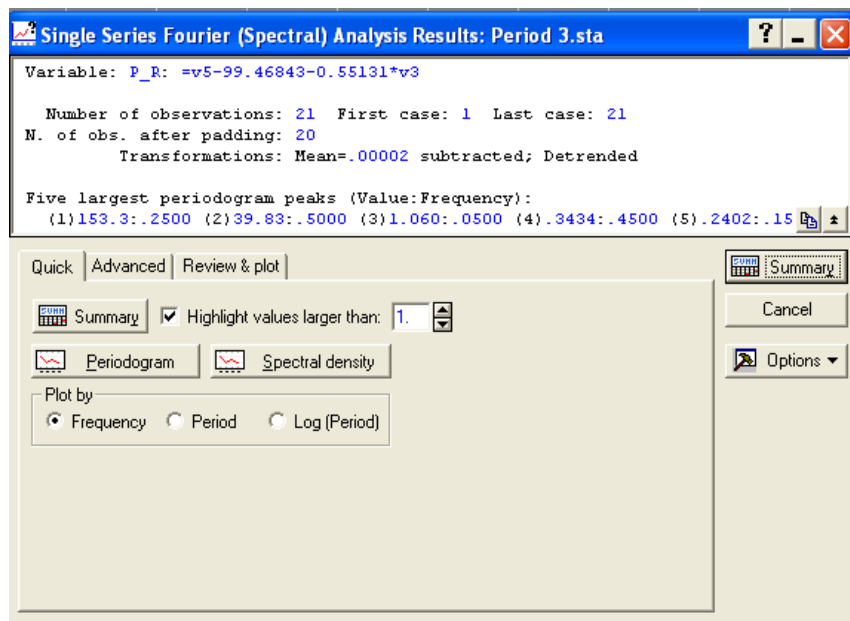 Single Series Fourier (Spectral) Analysis Results: Period 3.sta
Variable: P_R: =v5-99.46843-0.55131*v3
Number of observations: 21 First case: 1 Last case: 21
N. of obs. after padding: 20
Transformations: Mean=.00002 subtracted; Detrended
Five largest periodogram peaks (Value:Frequency):
(1)153.3:.2500 (2)39.83:.5000 (3)1.060:.0500 (4).3434:.4500 (5).2402:.15
Quick Advanced Review & plot
Summary
Summary Highlight values larger than: 1.
Cancel
Periodogram Spectral density
Options
Plot by
Frequency Period Log (Period)